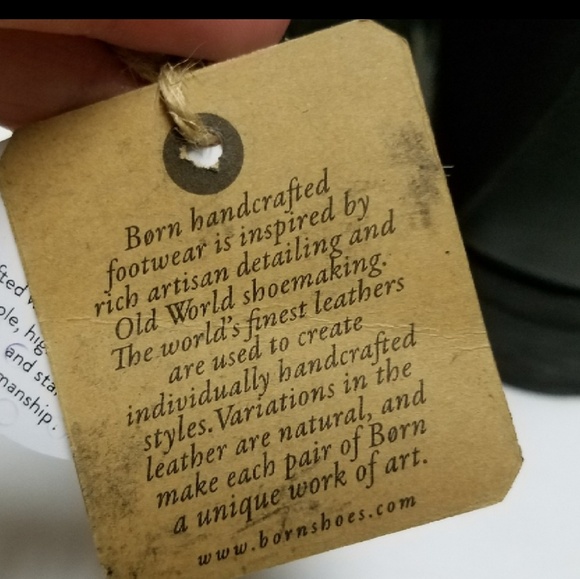 Børn handcrafted
footwear is inspired by
rich artisan detailing and
Old World shoemaking.
The world's finest leathers
are used to create
individually handcrafted
styles. Variations in the
leather are natural, and
make each pair of Børn
a unique work of art.
www.bornshoes.com
and